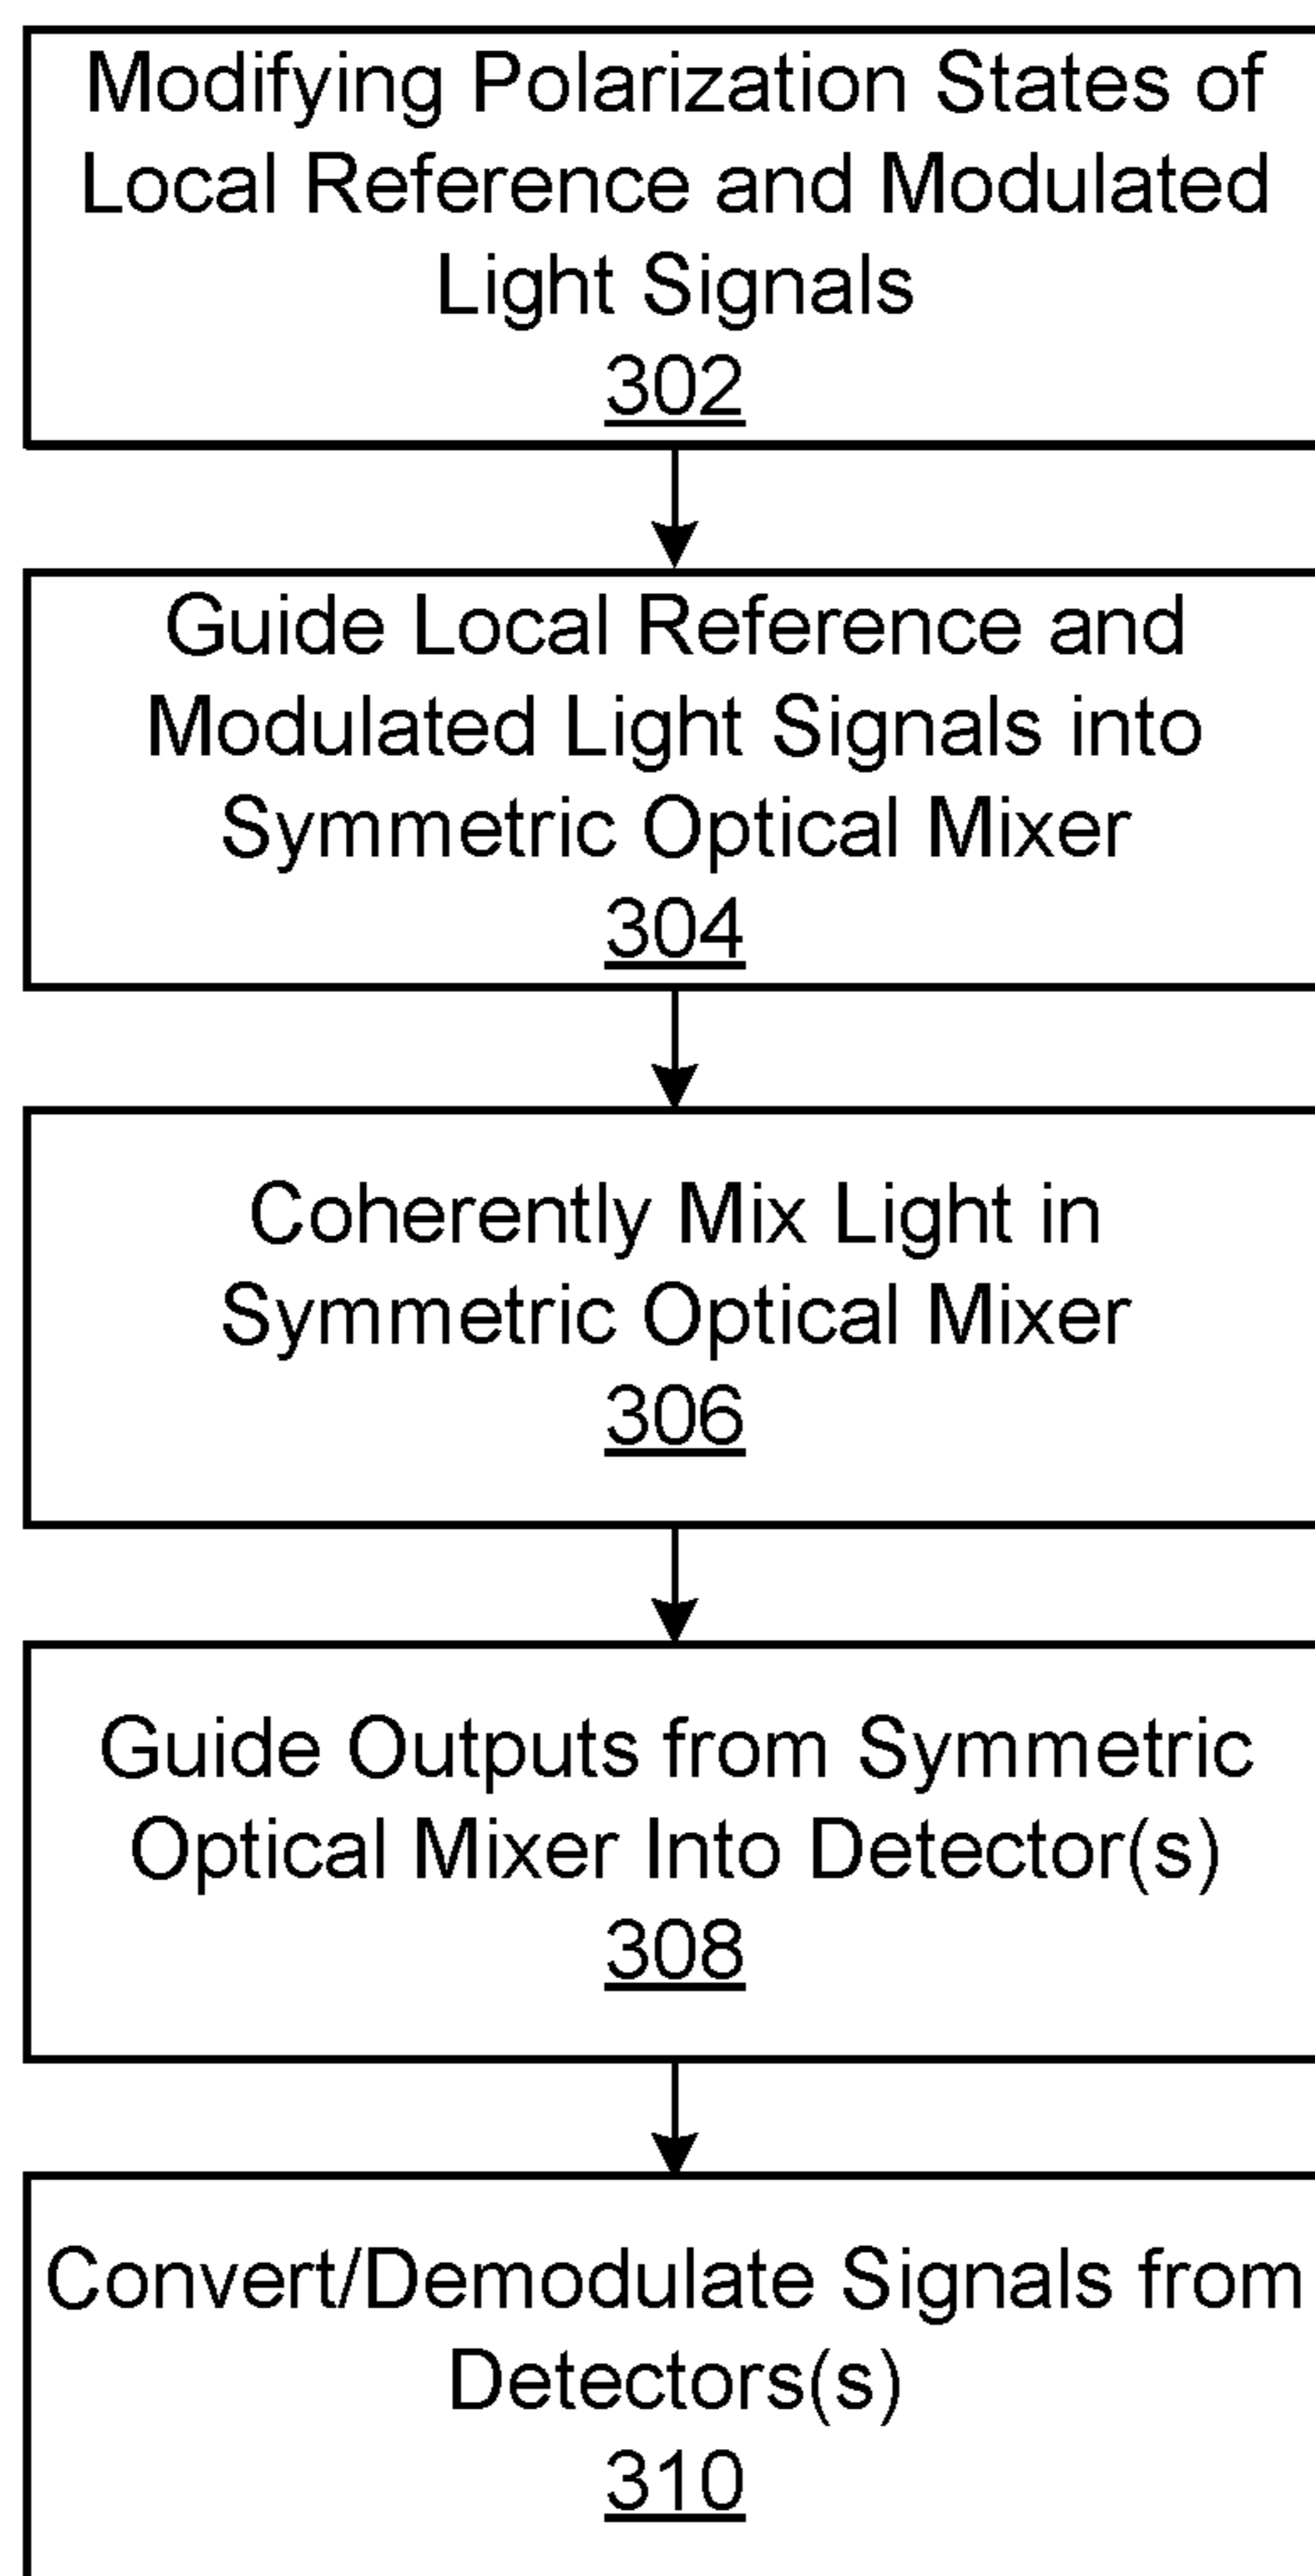 Modifying Polarization States of
Local Reference and Modulated
Light Signals
302
Guide Local Reference and
Modulated Light Signals into
Symmetric Optical Mixer
304
Coherently Mix Light in
Symmetric Optical Mixer
306
Guide Outputs from Symmetric
Optical Mixer Into Detector(s)
308
Convert/Demodulate Signals from
Detectors(s)
310